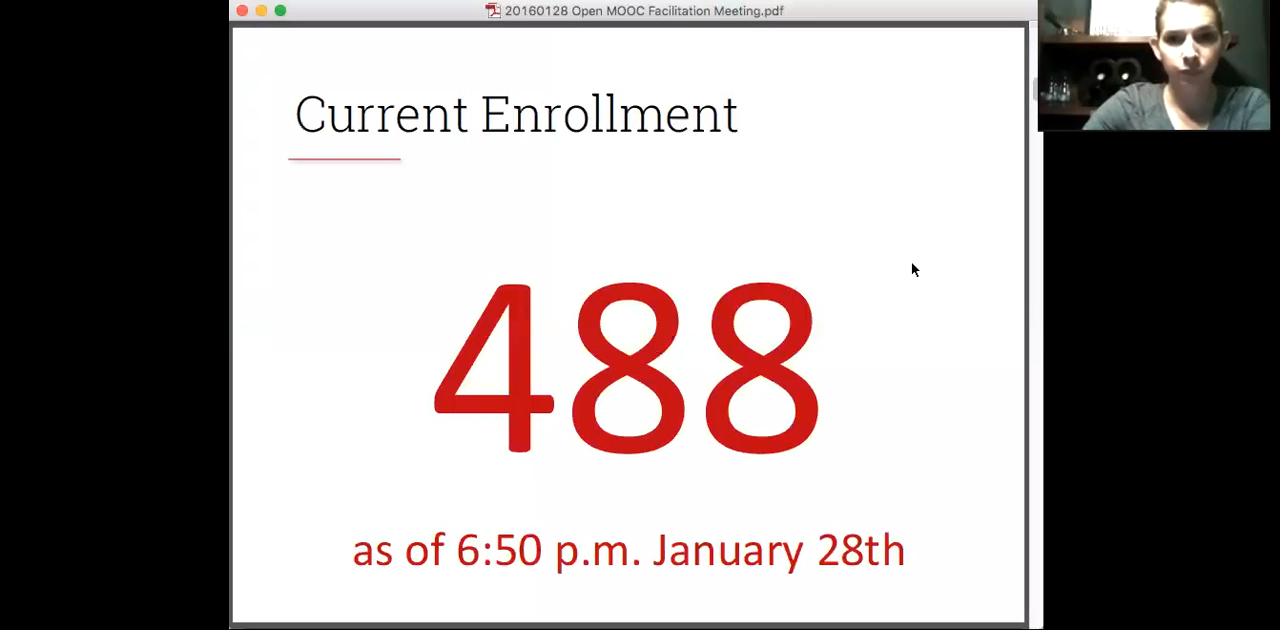 20160128 Open MOOC Facilitation Meeting.pdf
Current Enrollment
488
as of 6:50 p.m. January 28th